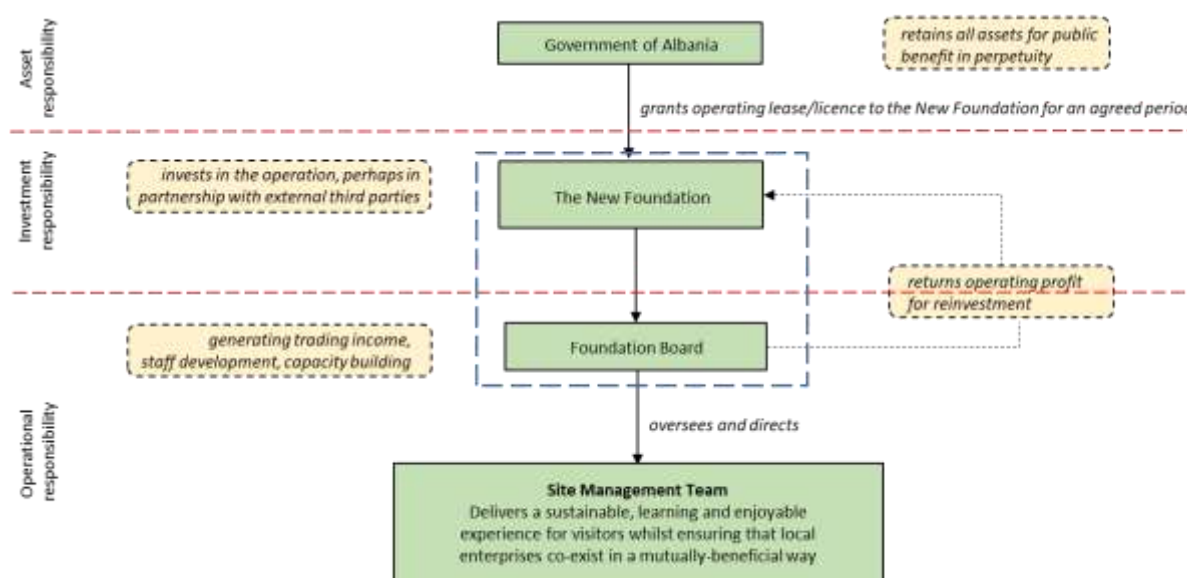 Asset
responsibility
Government of Albania
retains all assets for public
benefit in perpetuity
grants operating lease/licence to the New Foundation for an agreed period
Investment
responsibility
invests in the operation, perhaps in
partnership with external third parties
The New Foundation
returns operating profit
for reinvestment
Operational
responsibility
generating trading income,
staff development, capacity building
Foundation Board
oversees and directs
Site Management Team
Delivers a sustainable, learning and enjoyable
experience for visitors whilst ensuring that local
enterprises co-exist in a mutually-beneficial way